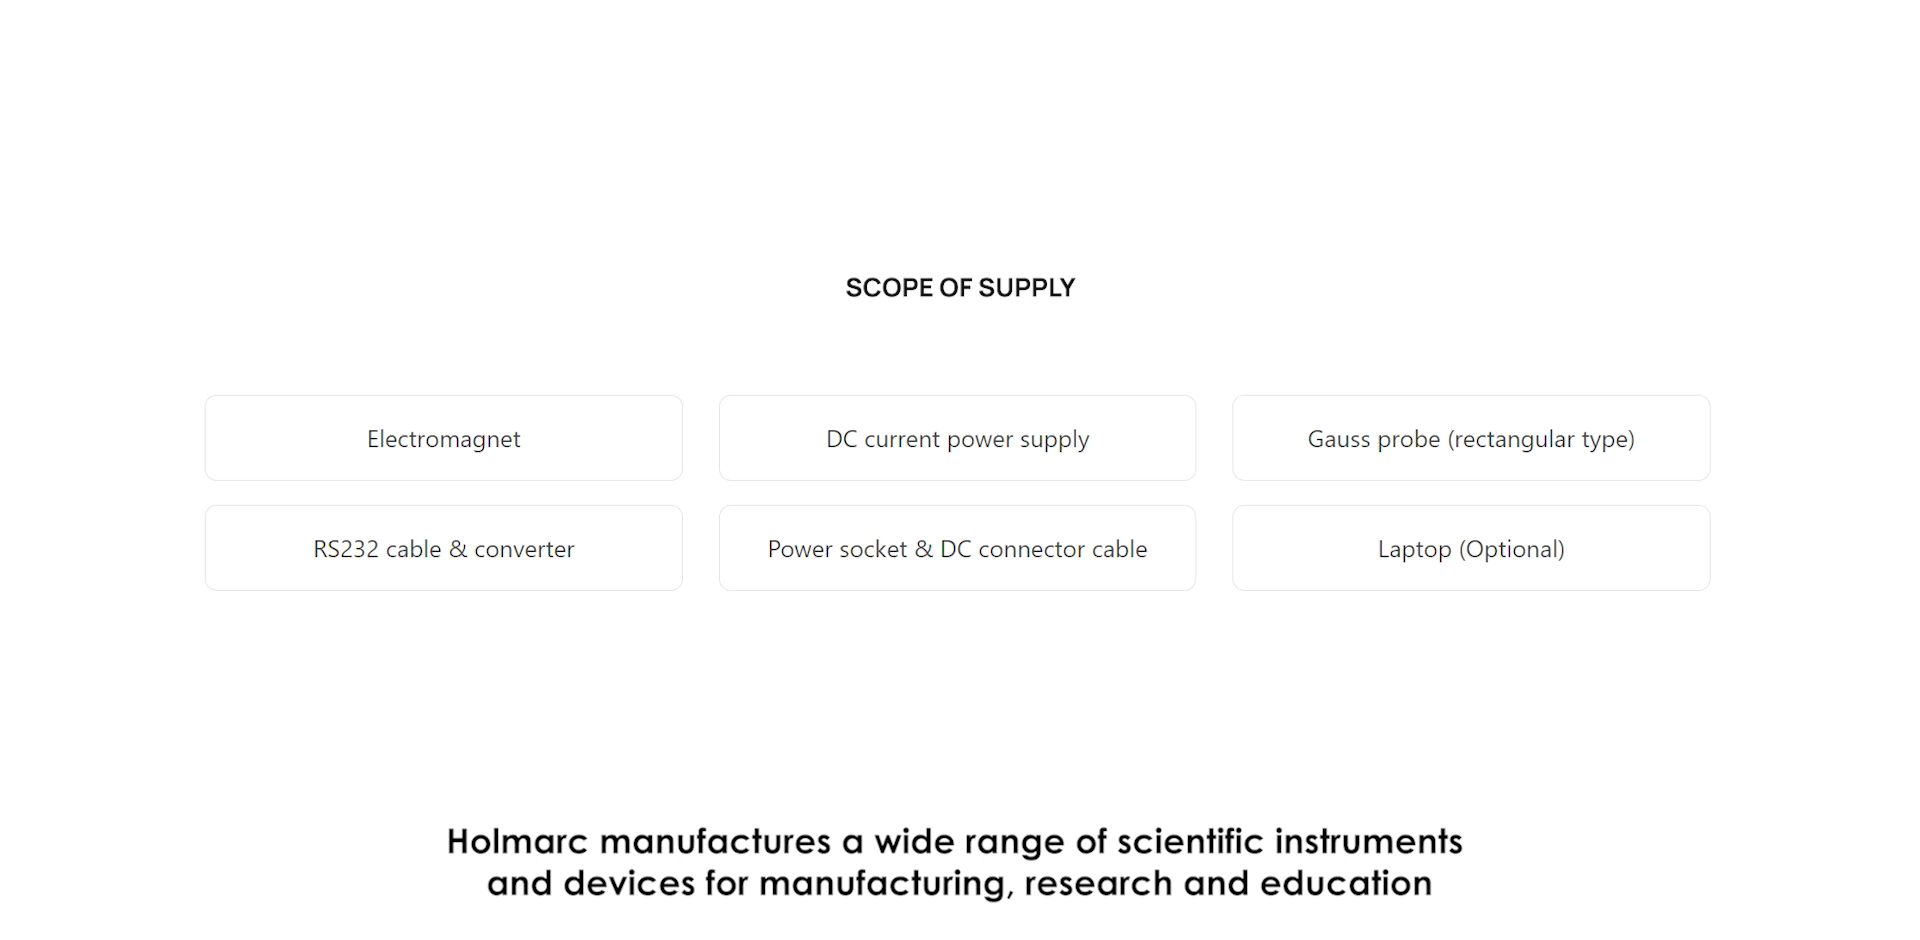 SCOPE OF SUPPLY
Electromagnet
DC current power supply
Gauss probe (rectangular type)
RS232 cable & converter
Power socket & DC connector cable
Laptop (Optional)
Holmarc manufactures a wide range of scientific instruments
and devices for manufacturing, research and education